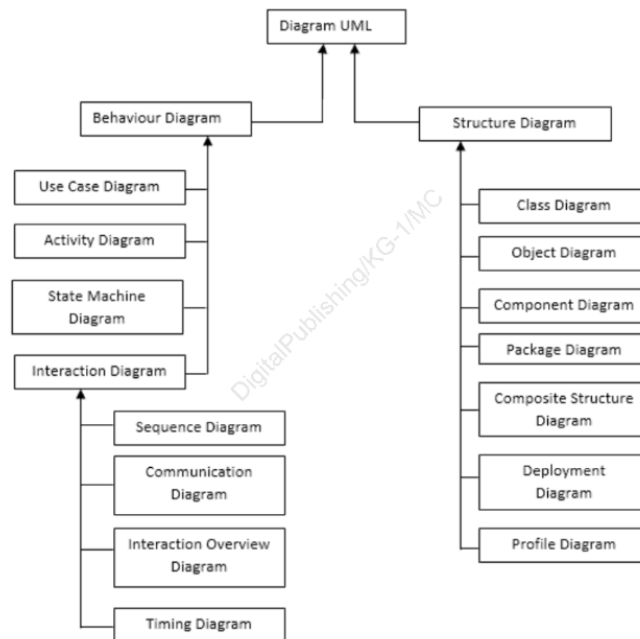 Diagram UML
Behaviour Diagram
Structure Diagram
Use Case Diagram
Activity Diagram
State Machine
Diagram
Interaction Diagram
Sequence Diagram
Communication
Diagram
Interaction Overview
Diagram
Timing Diagram
Class Diagram
Object Diagram
Component Diagram
Package Diagram
Composite Structure
Diagram
Deployment
Diagram
Profile Diagram
DigitalPublishing/KG-1/MC